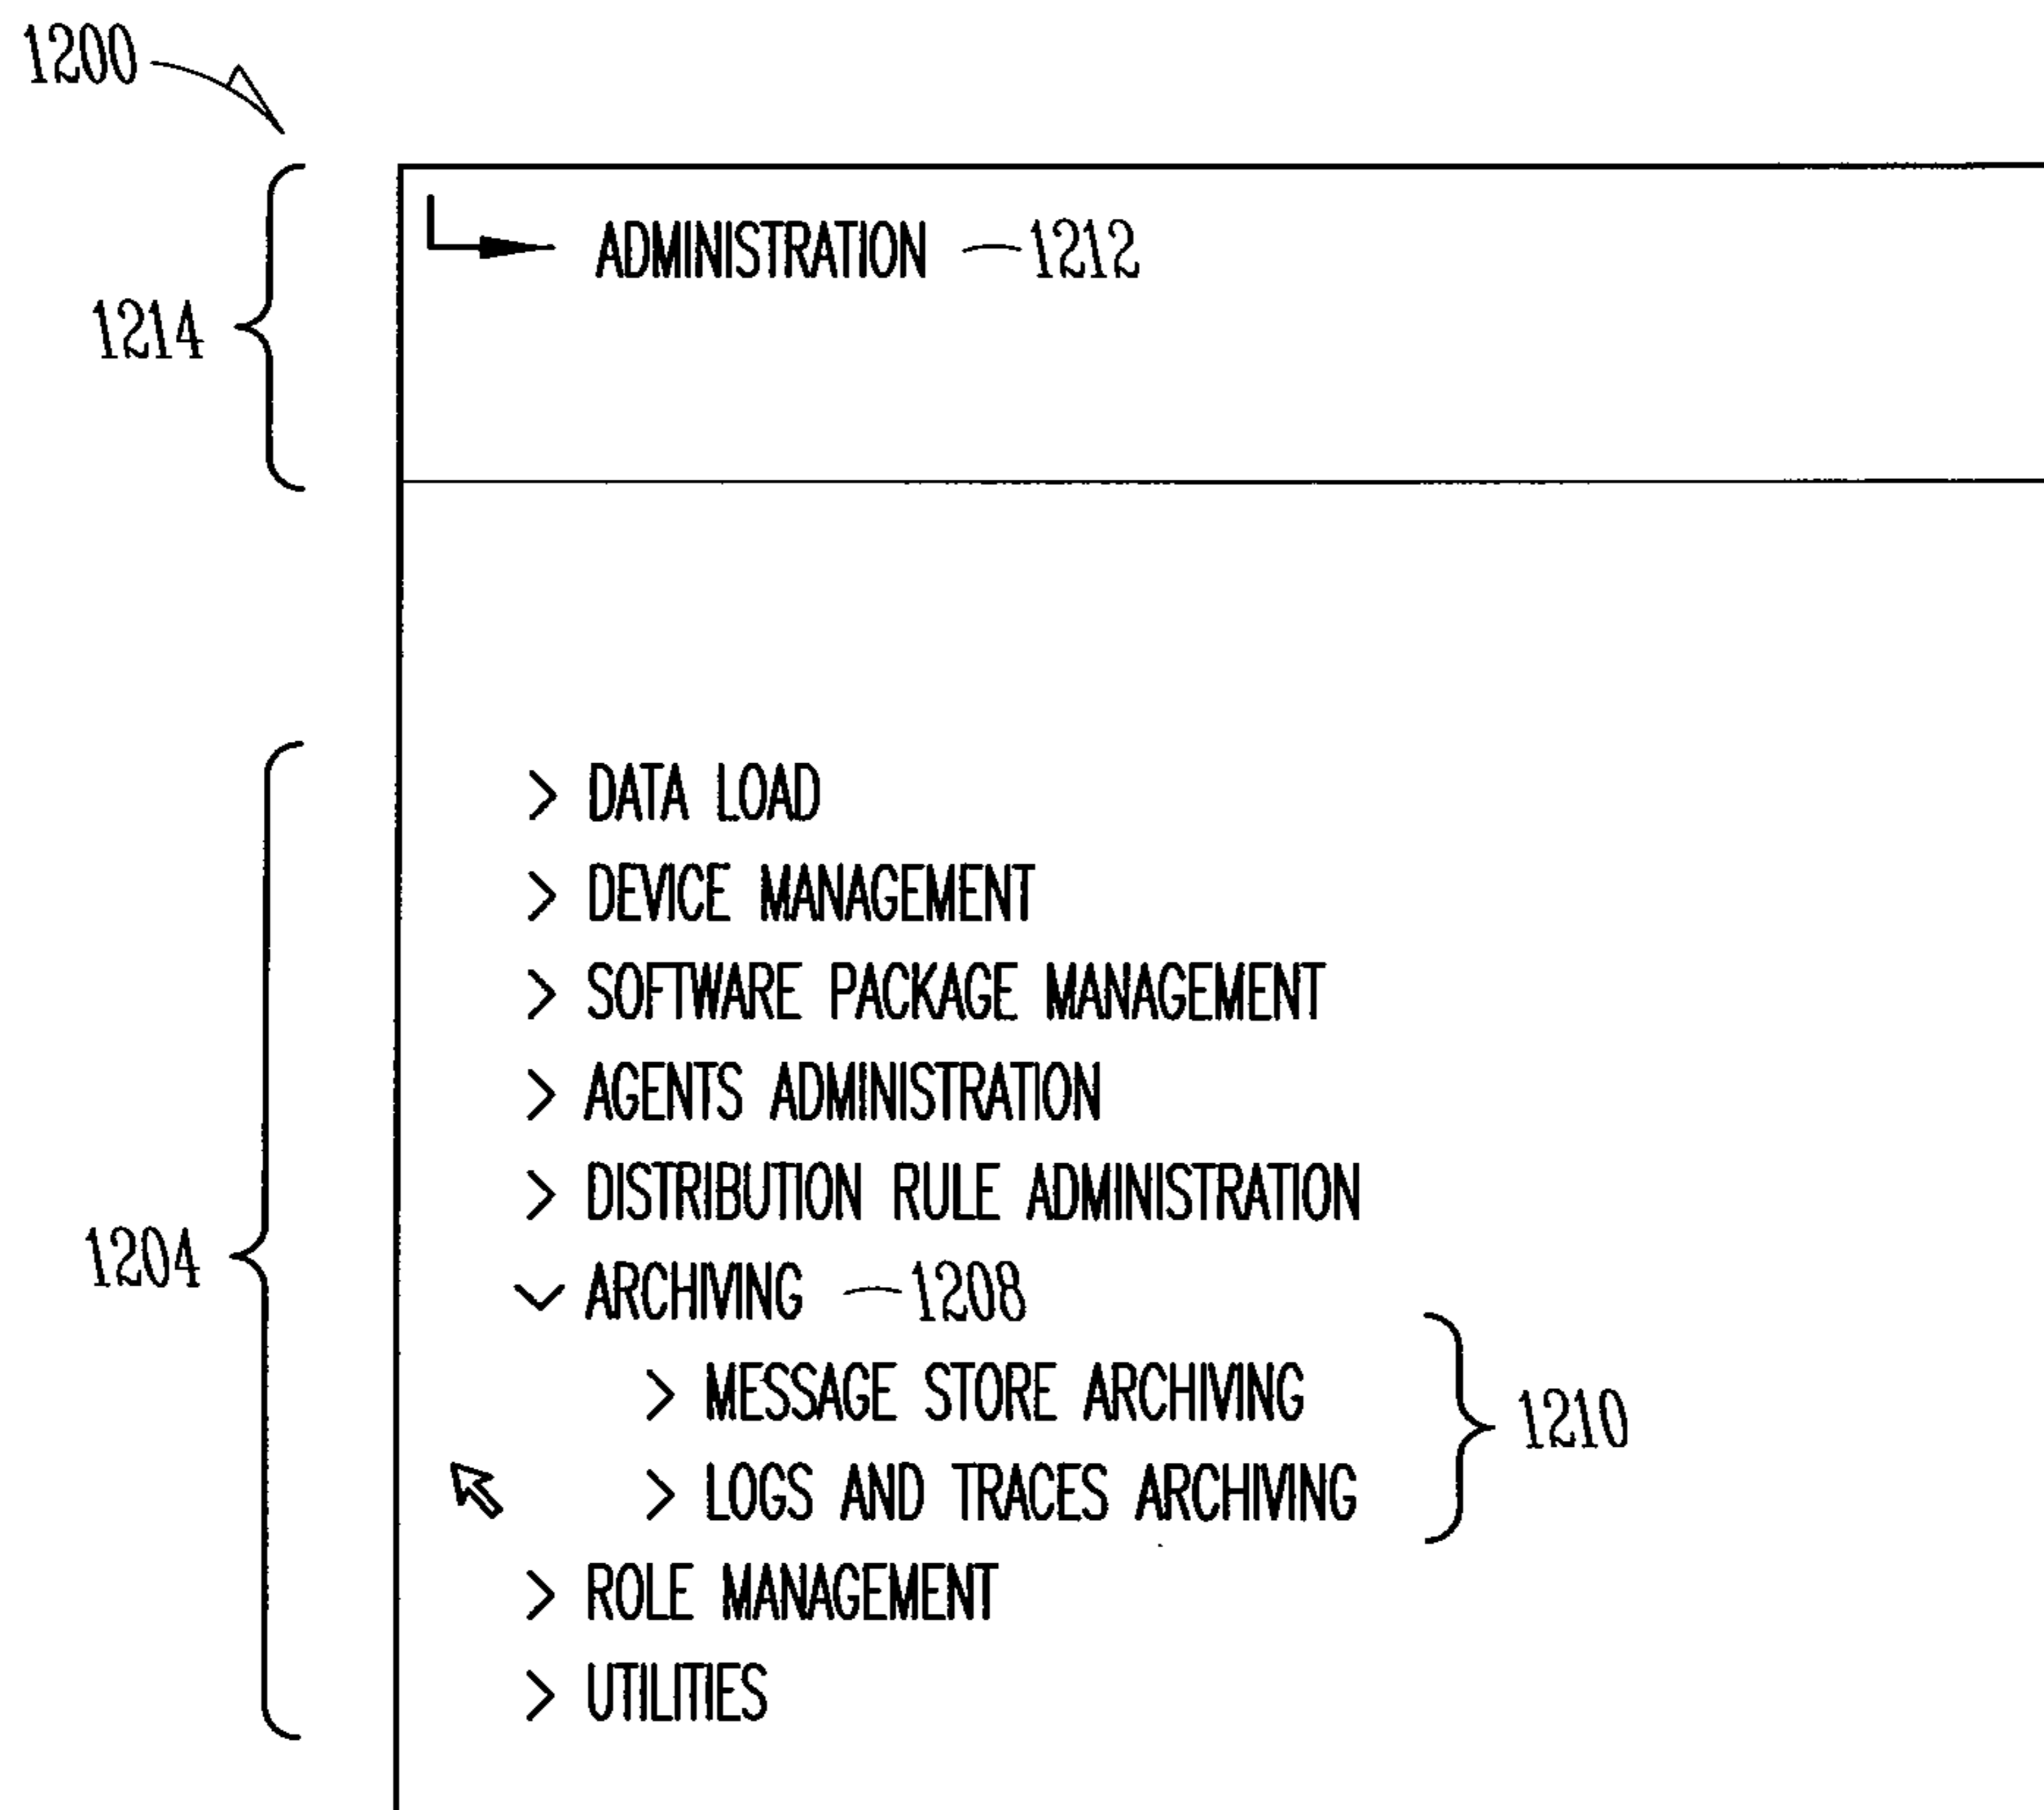 1200
ADMINISTRATION 1212
1214
> DATA LOAD
> DEVICE MANAGEMENT
> SOFTWARE PACKAGE MANAGEMENT
> AGENTS ADMINISTRATION
> DISTRIBUTION RULE ADMINISTRATION
1204
ARCHIVING 1208
> MESSAGE STORE ARCHIVING
1210
> LOGS AND TRACES ARCHIVING
> ROLE MANAGEMENT
> UTILITIES